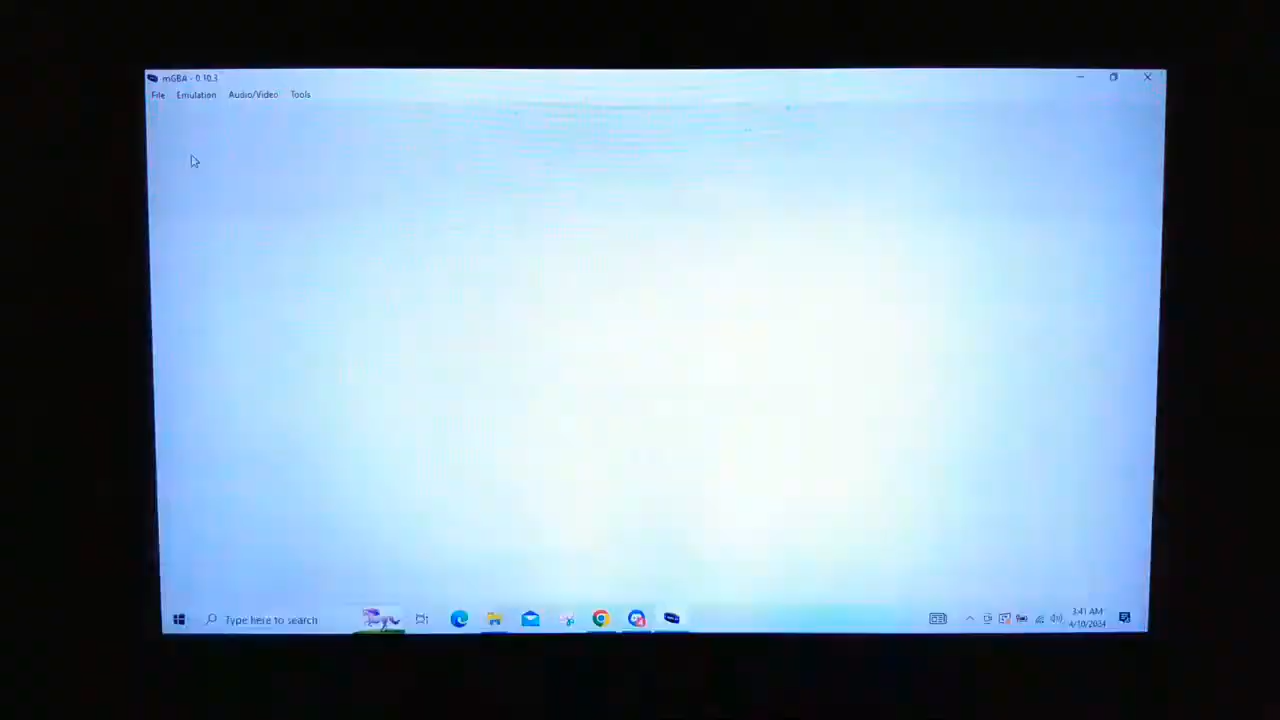 mGBA - 0.10.3
File Emulation Audio/Video Tools
Type here to search
3:41 AM
4/10/2024